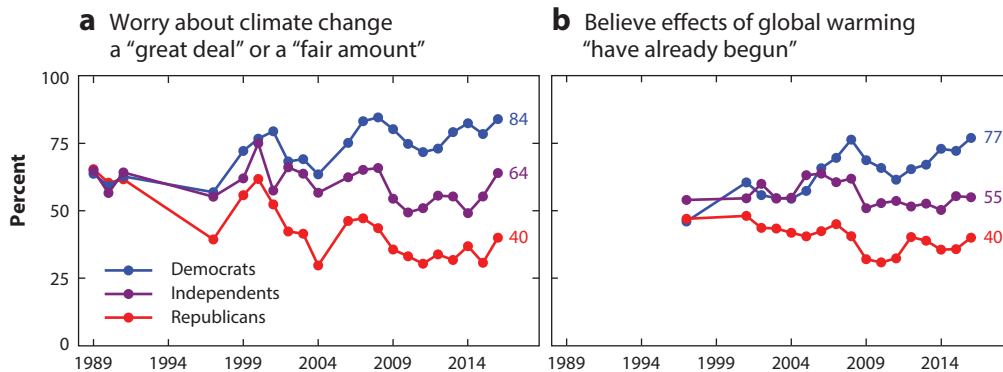 a Worry about climate change
a “great deal” or a “fair amount”
b Believe effects of global warming
“have already begun”
Percent
100
75
50
25
0
84
64
40
Democrats
Independents
Republicans
1989 1994 1999 2004 2009 2014
77
55
40
1989 1994 1999 2004 2009 2014